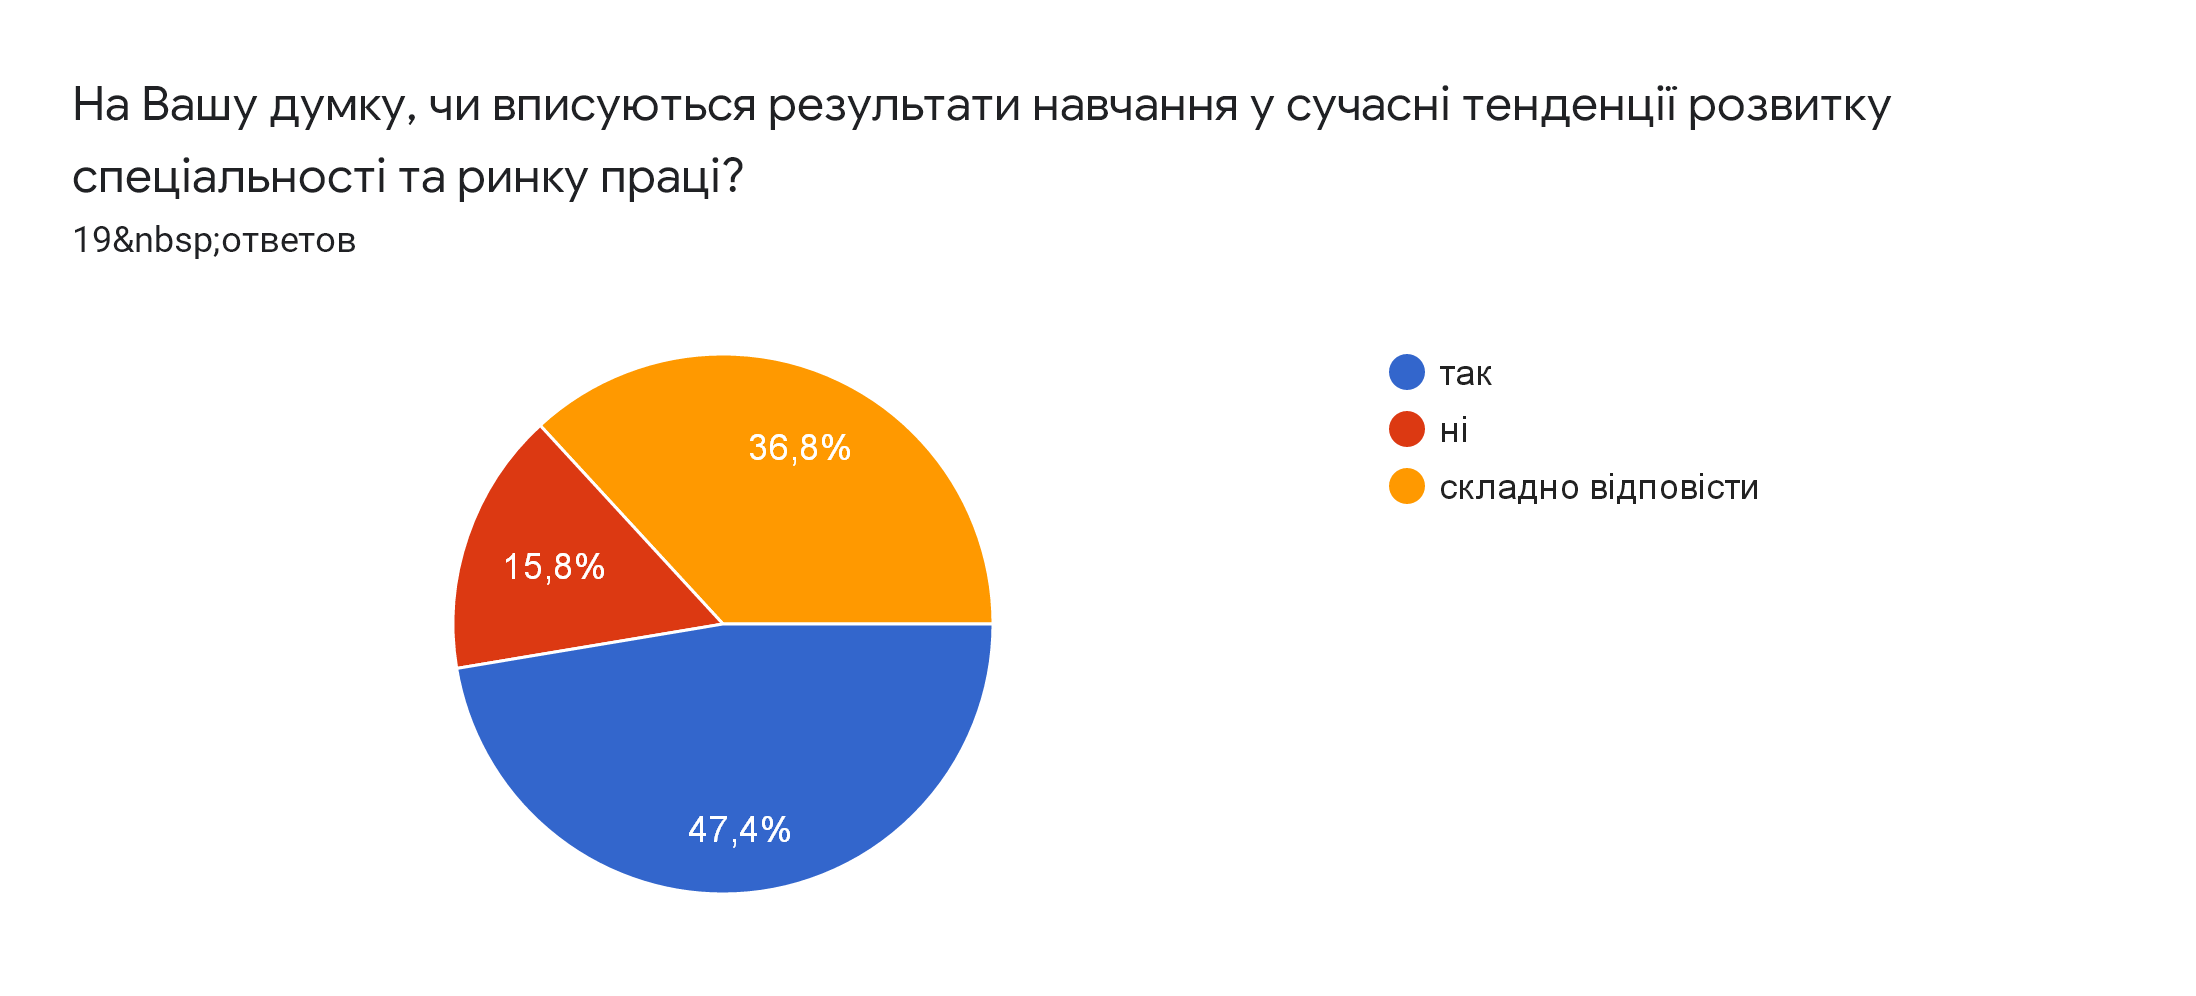 На Вашу думку, чи вписуються результати навчання у сучасні тенденції розвитку
спеціальності та ринку праці?
19&nbsp;ответов
так
ні
складно відповісти
36,8%
15,8%
47,4%